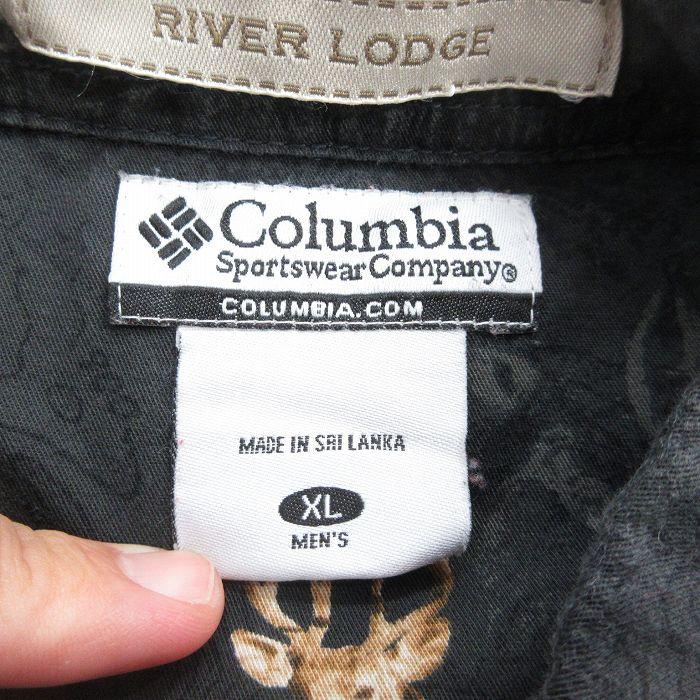 RIVER LODGE
Columbia
Sportswear Company®
COLUMBIA.COM
MADE IN SRI LANKA
XL
MEN'S